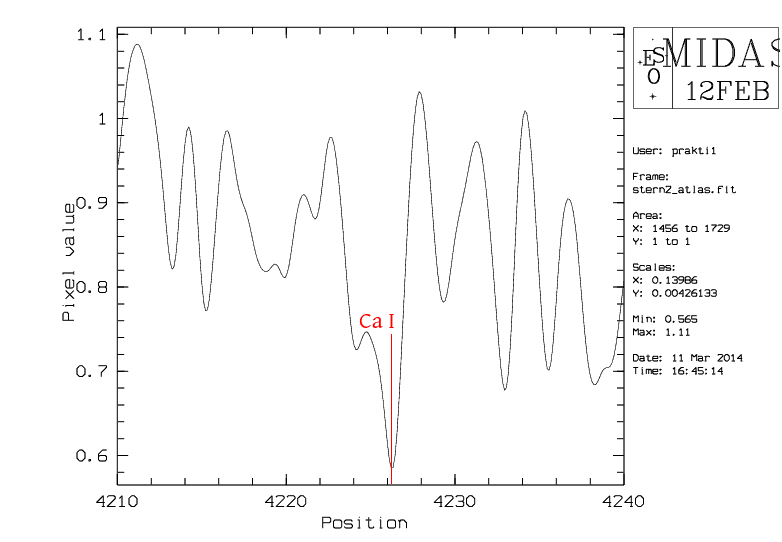 1.1
1
0.9
0.8
0.7
0.6
Pixel value
Ca I
4210
4220
4230
4240
Position
ESO
MIDAS
12FEB
User: prakti1
Frame:
stern2_atlas.fit
Area:
X: 1456 to 1729
Y: 1 to 1
Scales:
X: 0.13986
Y: 0.00426133
Min: 0.565
Max: 1.11
Date: 11 Mar 2014
Time: 16:45:14